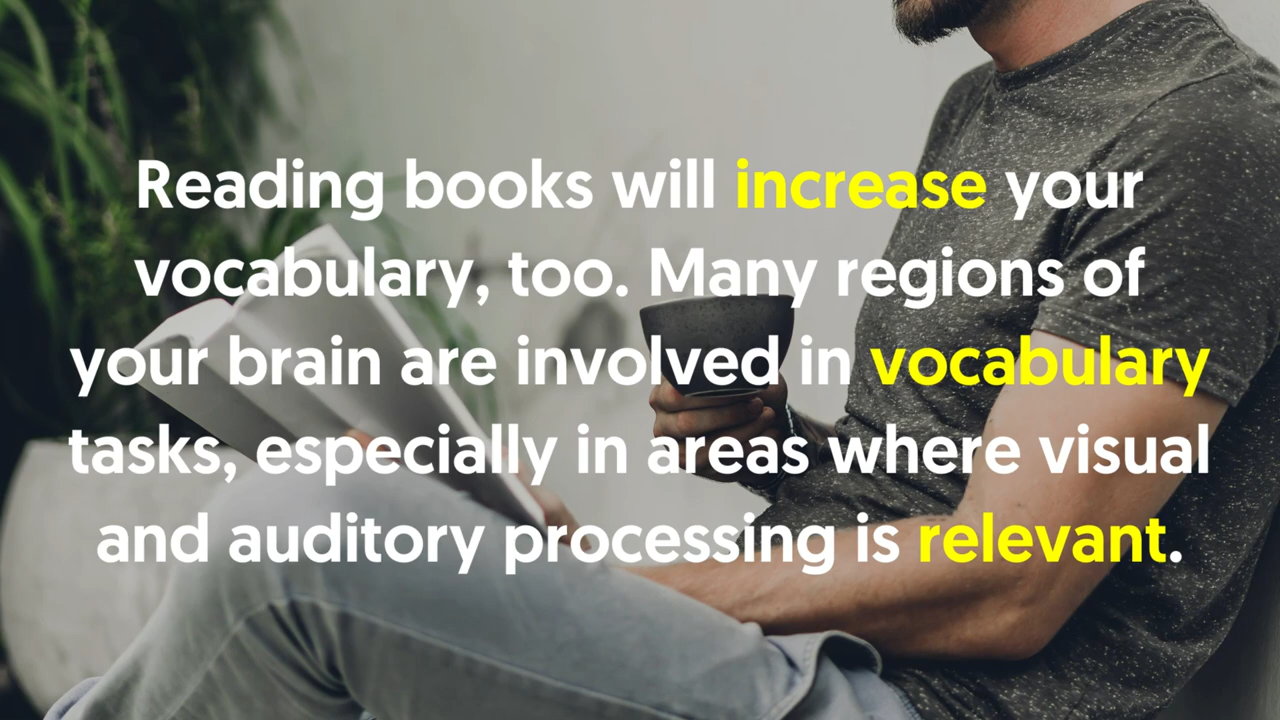 Reading books will increase your
vocabulary, too. Many regions of
your brain are involved in vocabulary
tasks, especially in areas where visual
and auditory processing is relevant.